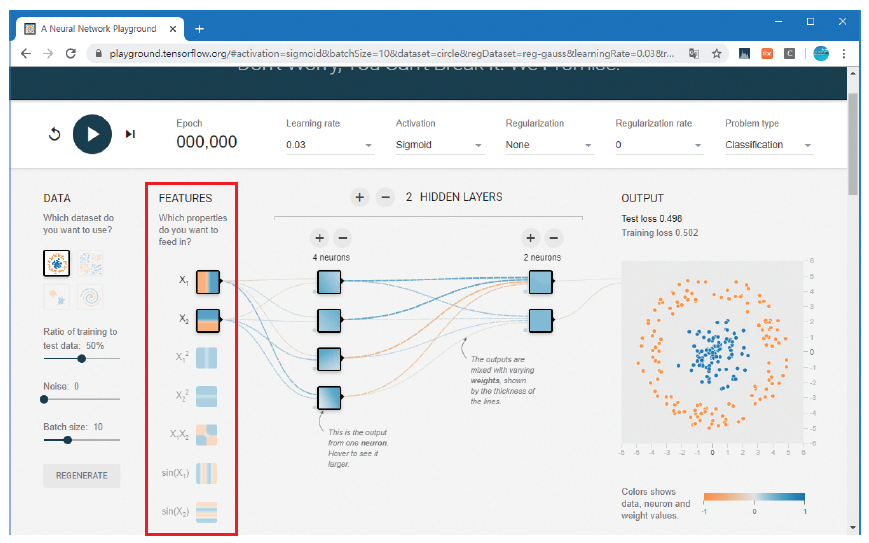 A Neural Network Playground
playground.tensorflow.org/#activation=sigmoid&batchSize=10&dataset=circle&regDataset=reg-gauss&learningRate=0.03&tr...
Don't Worry, You Can't Break It. We Promise.
Epoch
000,000
Learning rate
0.03
Activation
Sigmoid
Regularization
None
Regularization rate
0
Problem type
Classification
DATA
Which dataset do
you want to use?
Ratio of training to
test data: 50%
Noise: 0
Batch size: 10
REGENERATE
FEATURES
Which properties
do you want to
feed in?
X₁
X₂
X₁²
X₂²
X₁X₂
sin(X₁)
sin(X₂)
+ − 2 HIDDEN LAYERS
+ −
4 neurons
+ −
2 neurons
This is the output
from one neuron.
Hover to see it
larger.
The outputs are
mixed with varying
weights, shown
by the thickness of
the lines.
OUTPUT
Test loss 0.498
Training loss 0.502
6
5
4
3
2
1
0
-1
-2
-3
-4
-5
-6
-6 -5 -4 -3 -2 -1 0 1 2 3 4 5 6
Colors shows
data, neuron and
weight values.
-1 0 1